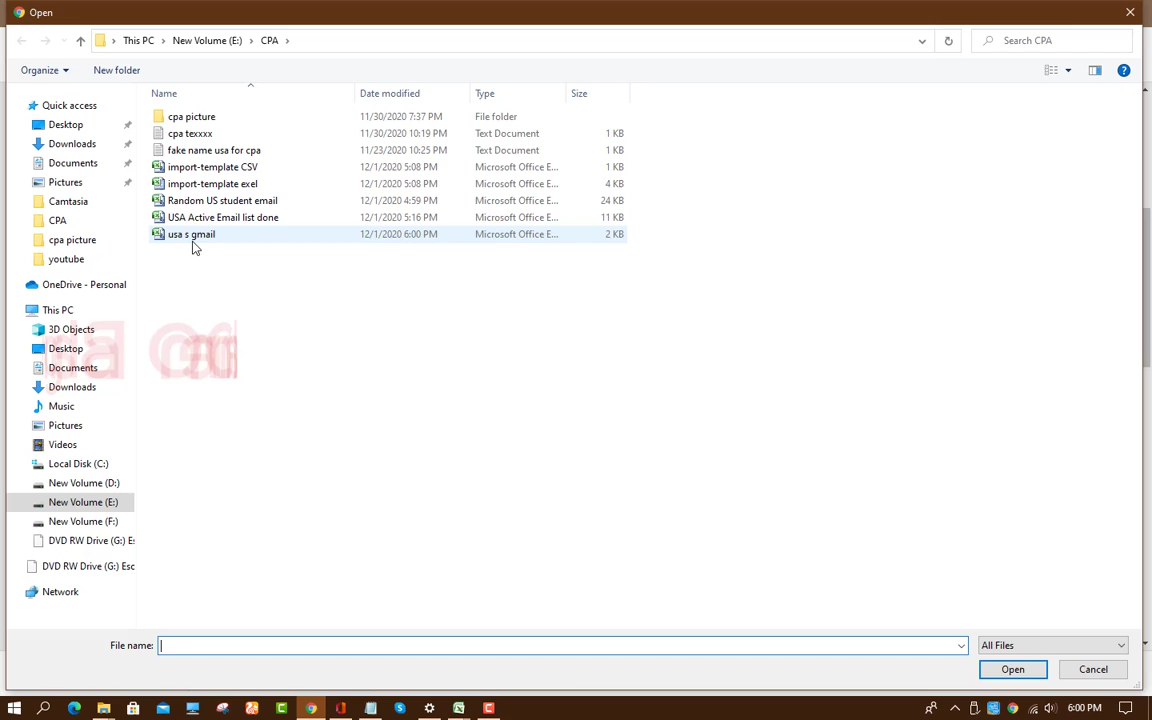 Open
This PC > New Volume (E:) > CPA >
Search CPA
Organize
New folder
Name
Date modified
Type
Size
cpa picture 11/30/2020 7:37 PM File folder
cpa texxxx 11/30/2020 10:19 PM Text Document 1 KB
fake name usa for cpa 11/23/2020 10:25 PM Text Document 1 KB
import-template CSV 12/1/2020 5:08 PM Microsoft Office E... 1 KB
import-template exel 12/1/2020 5:08 PM Microsoft Office E... 4 KB
Random US student email 12/1/2020 4:59 PM Microsoft Office E... 24 KB
USA Active Email list done 12/1/2020 5:16 PM Microsoft Office E... 11 KB
usa s gmail 12/1/2020 6:00 PM Microsoft Office E... 2 KB
Quick access
Desktop
Downloads
Documents
Pictures
Camtasia
CPA
cpa picture
youtube
OneDrive - Personal
This PC
3D Objects
Desktop
Documents
Downloads
Music
Pictures
Videos
Local Disk (C:)
New Volume (D:)
New Volume (E:)
New Volume (F:)
DVD RW Drive (G:) Es
DVD RW Drive (G:) Esc
Network
File name:
All Files
Open
Cancel
6:00 PM